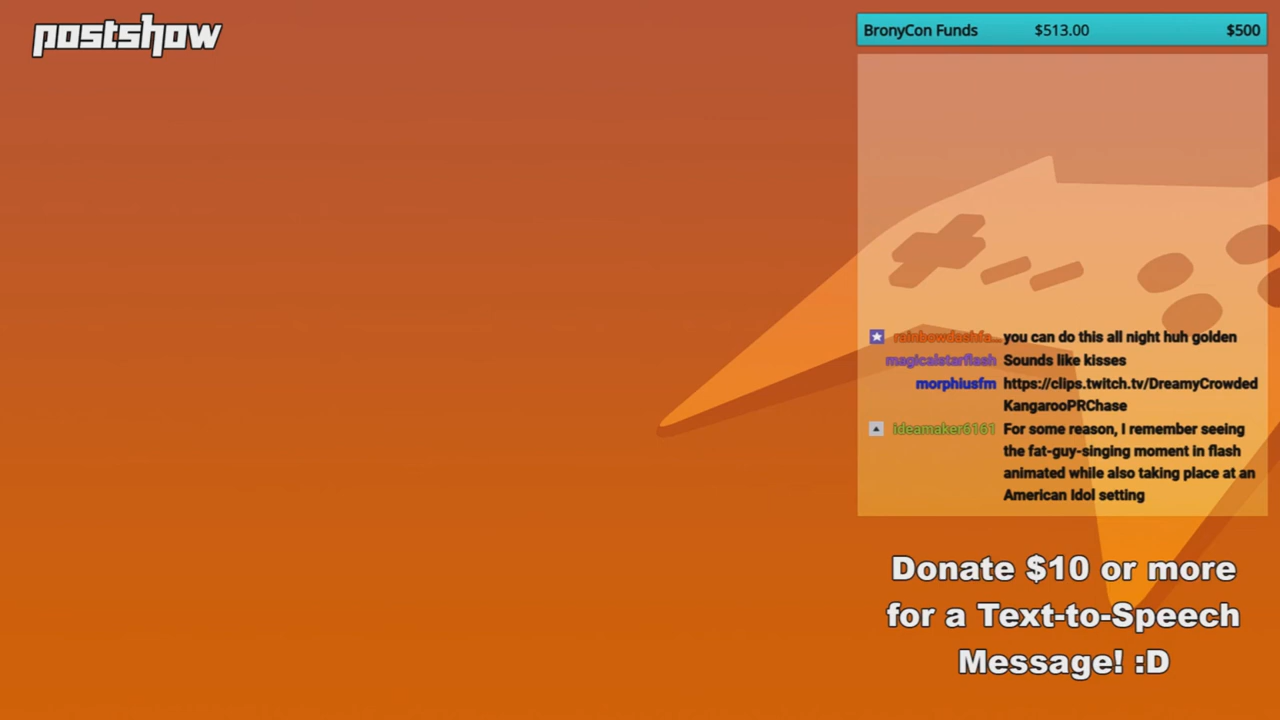 postshow
BronyCon Funds $513.00 $500
rainbowdashfa... you can do this all night huh golden
magicalstarflash Sounds like kisses
morphiusfm https://clips.twitch.tv/DreamyCrowded
KangarooPRChase
ideamaker6161 For some reason, I remember seeing
the fat-guy-singing moment in flash
animated while also taking place at an
American Idol setting
Donate $10 or more
for a Text-to-Speech
Message! :D